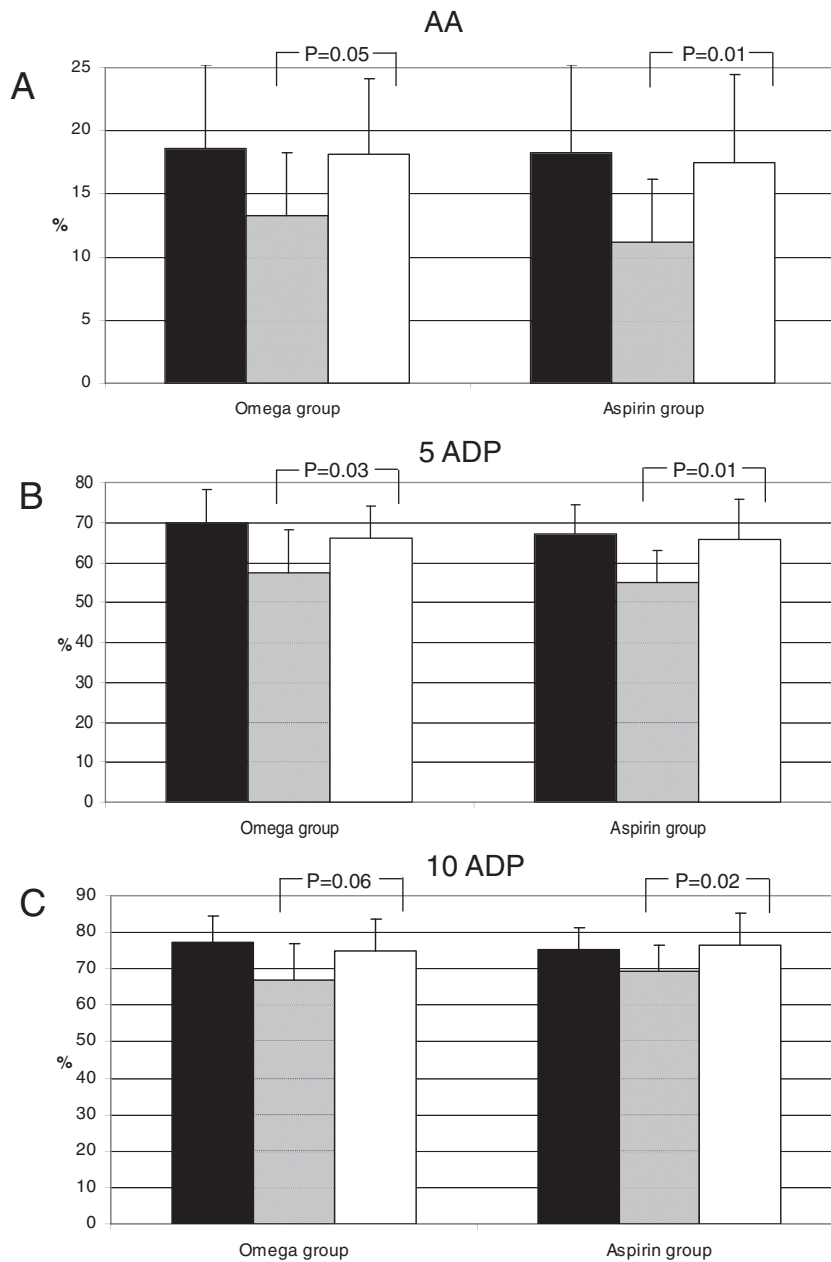 AA
A
P=0.05
P=0.01
25
20
15
%
10
5
0
Omega group
Aspirin group
5 ADP
B
P=0.03
P=0.01
80
70
60
50
40
%
30
20
10
0
Omega group
Aspirin group
10 ADP
C
P=0.06
P=0.02
90
80
70
60
50
%
40
30
20
10
0
Omega group
Aspirin group